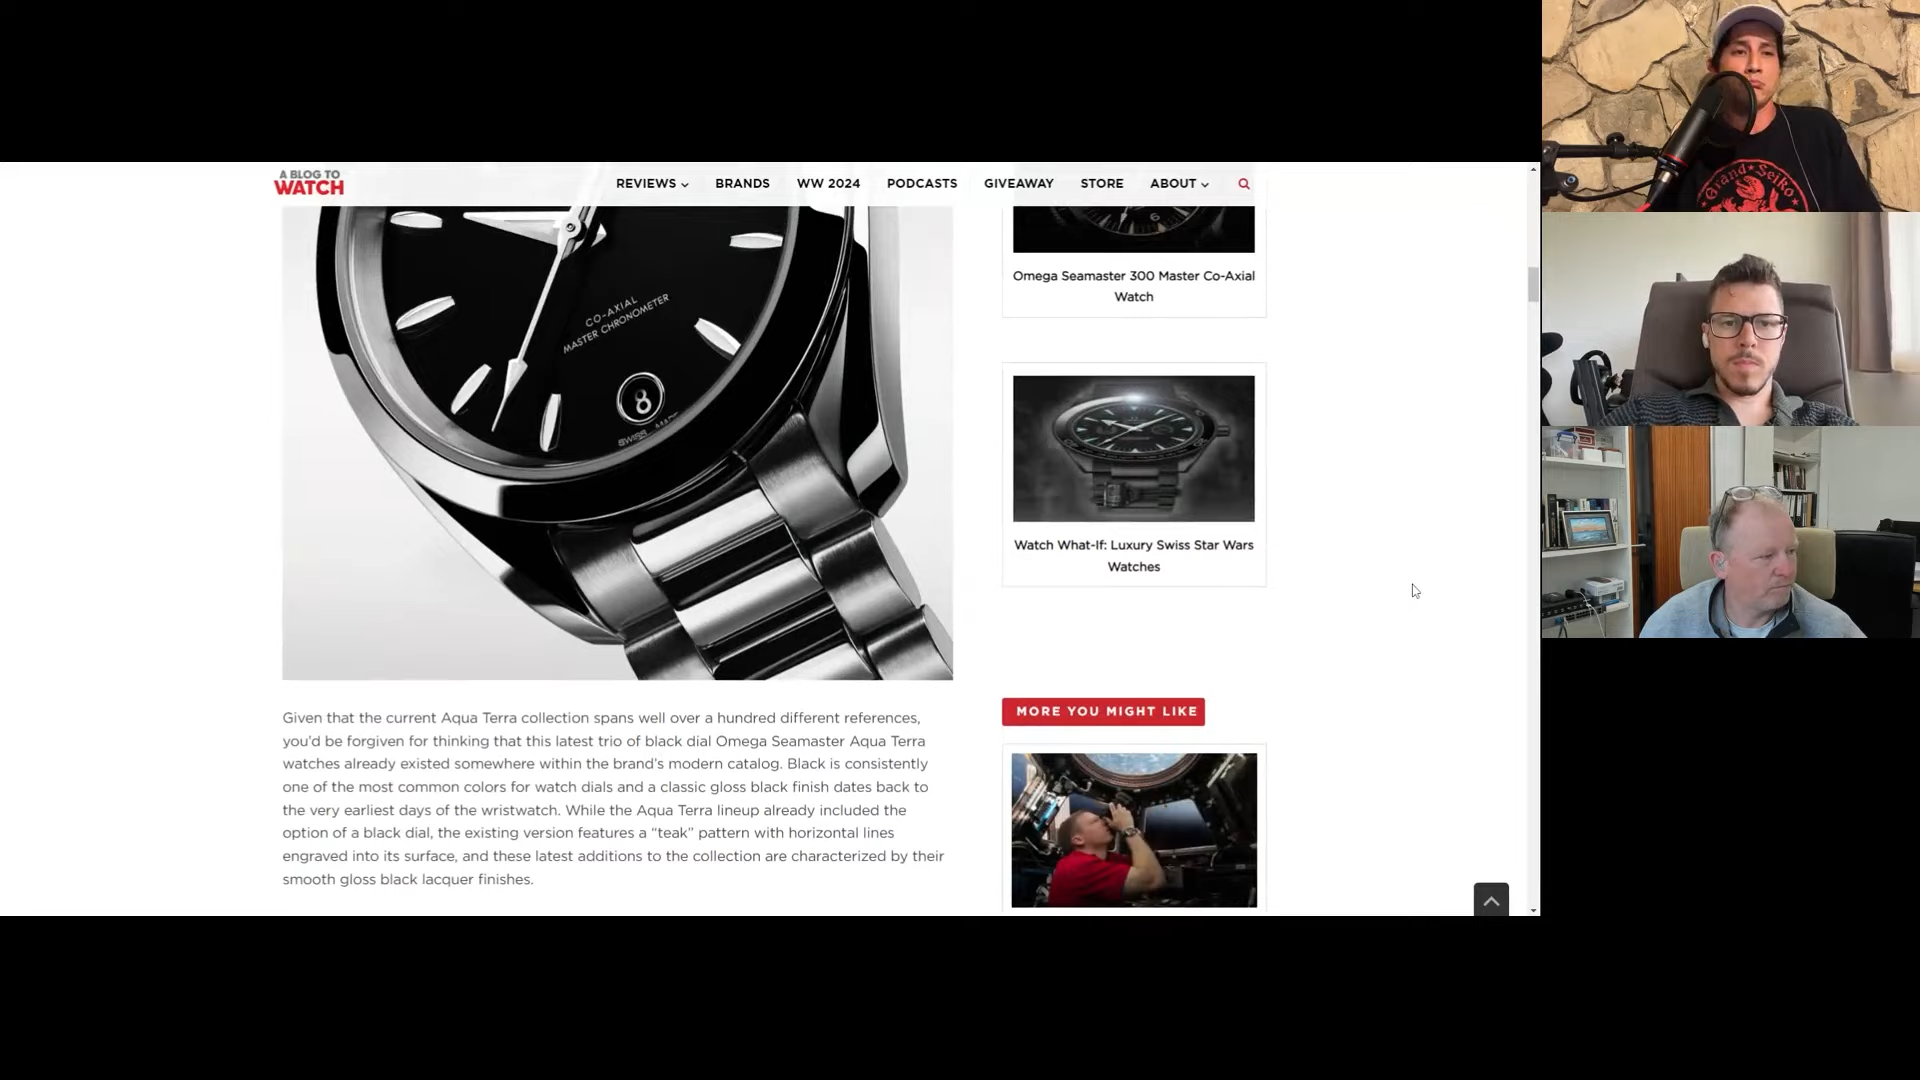 A BLOG TO
WATCH
REVIEWS
BRANDS
WW 2024
PODCASTS
GIVEAWAY
STORE
ABOUT
CO-AXIAL
MASTER CHRONOMETER
8
SWISS MADE
6
Omega Seamaster 300 Master Co-Axial
Watch
Watch What-If: Luxury Swiss Star Wars
Watches
MORE YOU MIGHT LIKE
Given that the current Aqua Terra collection spans well over a hundred different references,
you'd be forgiven for thinking that this latest trio of black dial Omega Seamaster Aqua Terra
watches already existed somewhere within the brand's modern catalog. Black is consistently
one of the most common colors for watch dials and a classic gloss black finish dates back to
the very earliest days of the wristwatch. While the Aqua Terra lineup already included the
option of a black dial, the existing version features a “teak” pattern with horizontal lines
engraved into its surface, and these latest additions to the collection are characterized by their
smooth gloss black lacquer finishes.
Grand Seiko